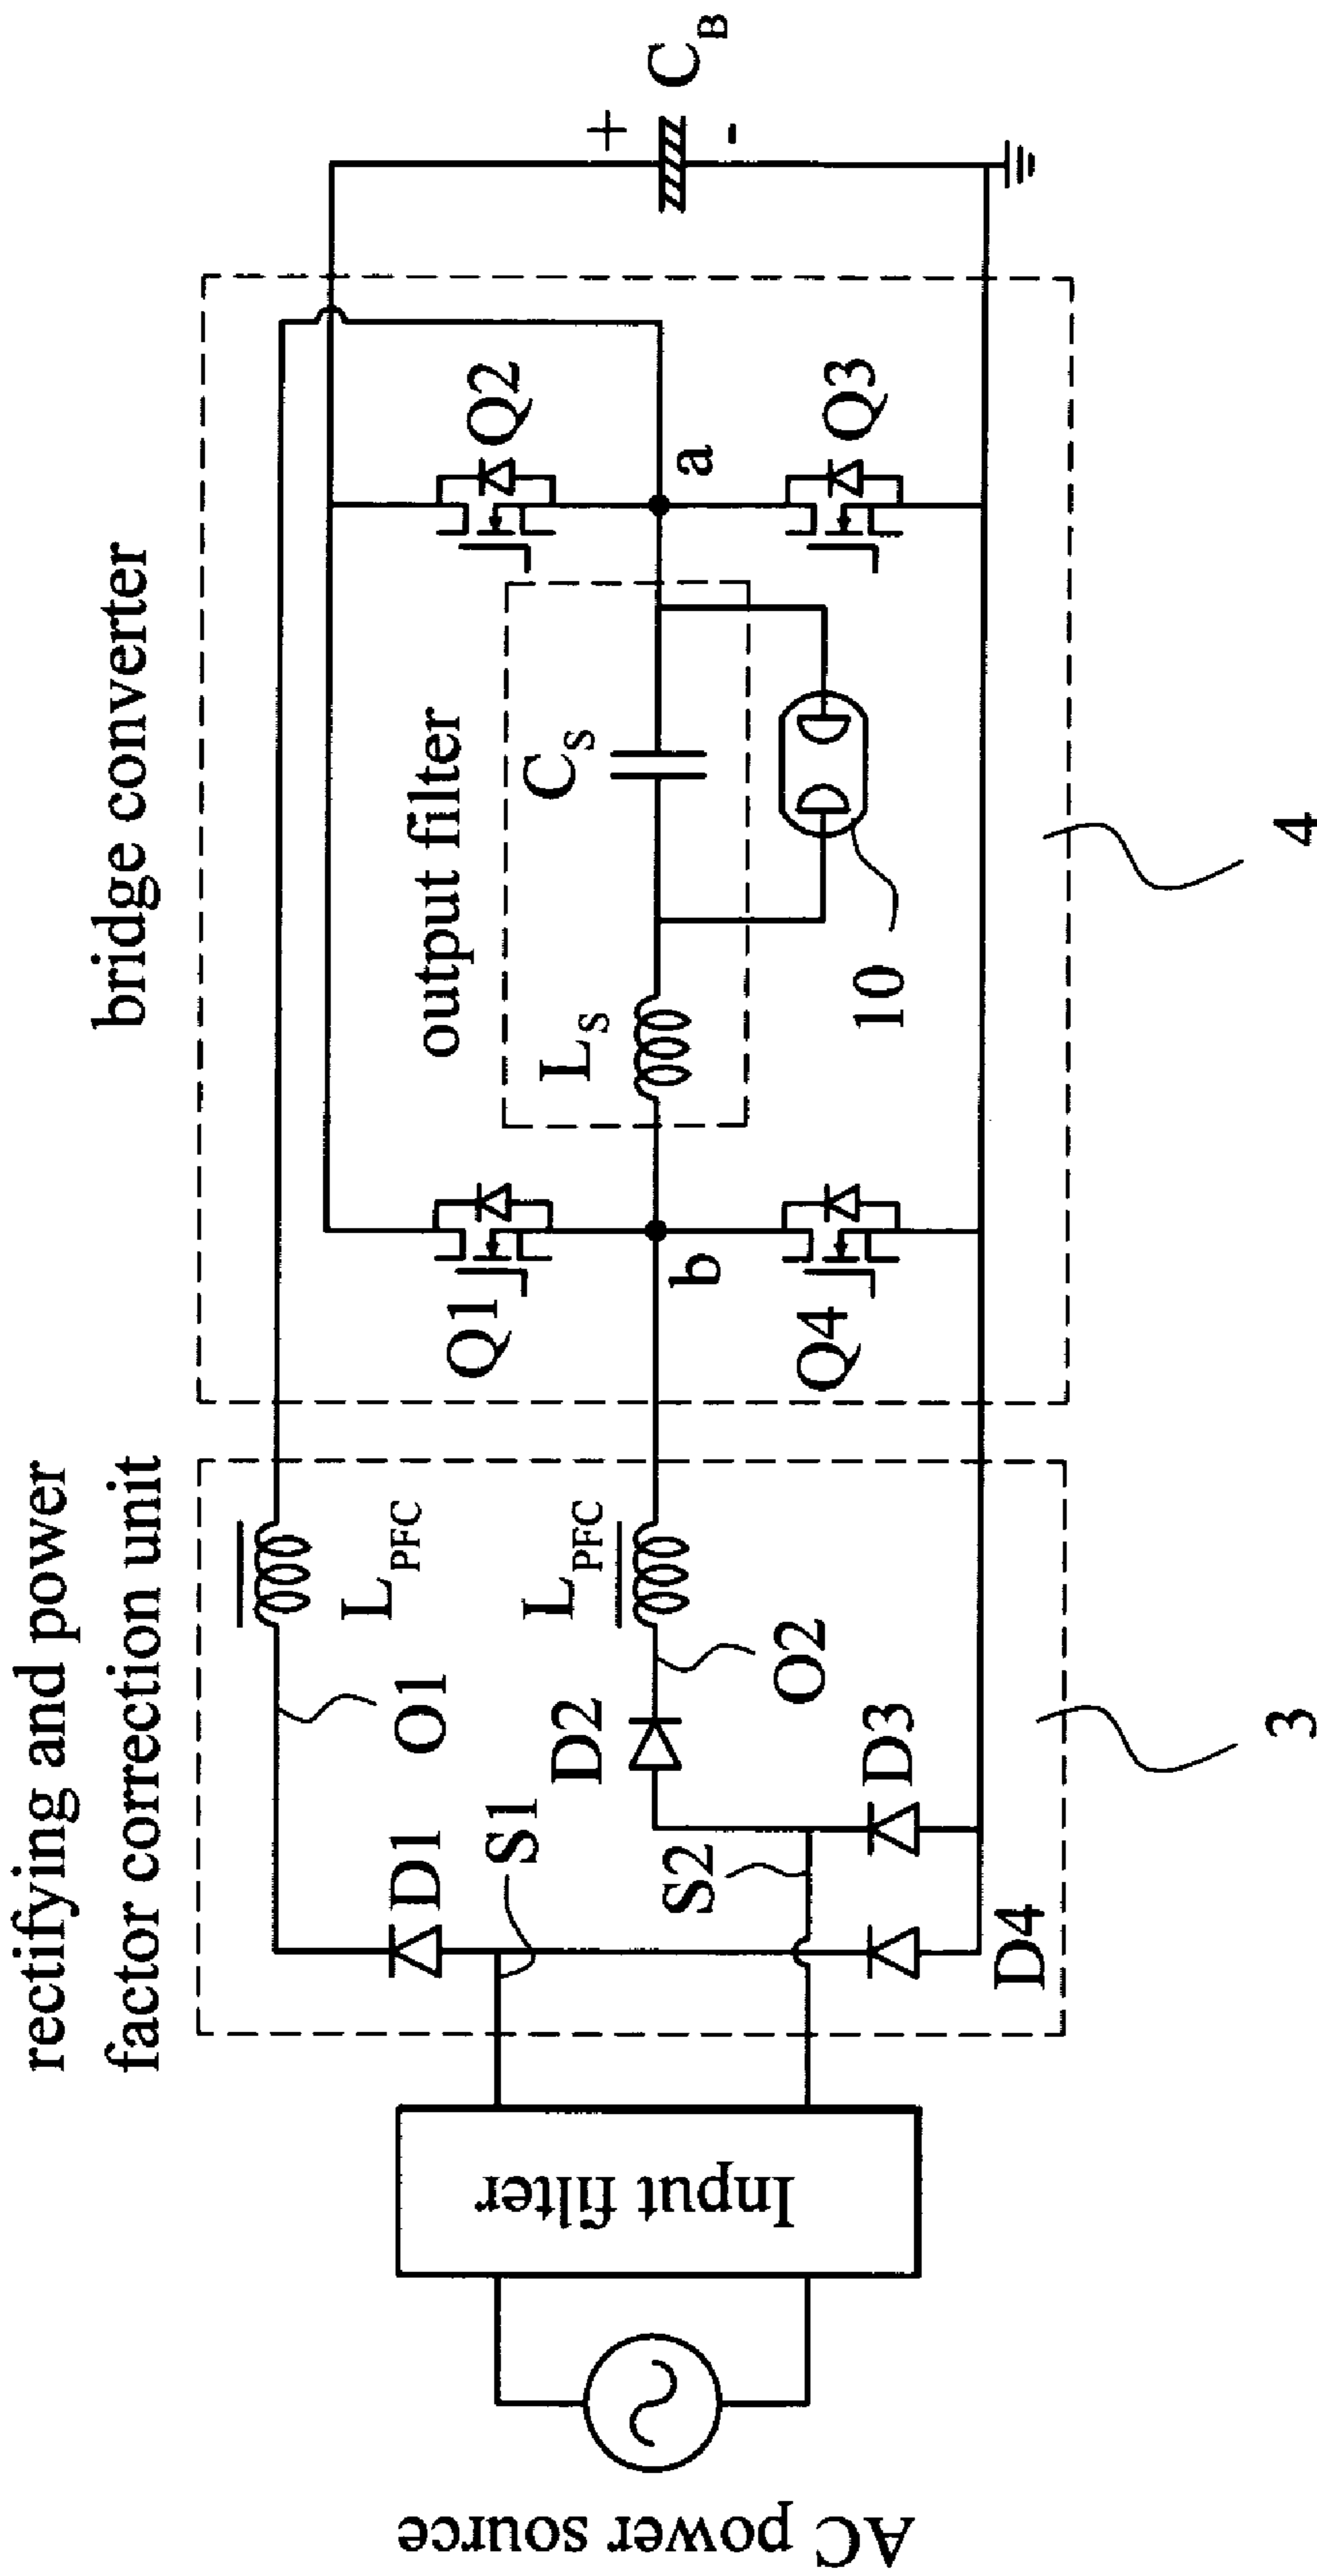 rectifying and power
factor correction unit
bridge converter
output filter
AC power source
Input filter
S1
S2
D1
D2
D3
D4
O1
O2
L_PFC
L_PFC
Q1
Q2
Q3
Q4
b
a
L_S
C_S
10
C_B
+
-
3
4